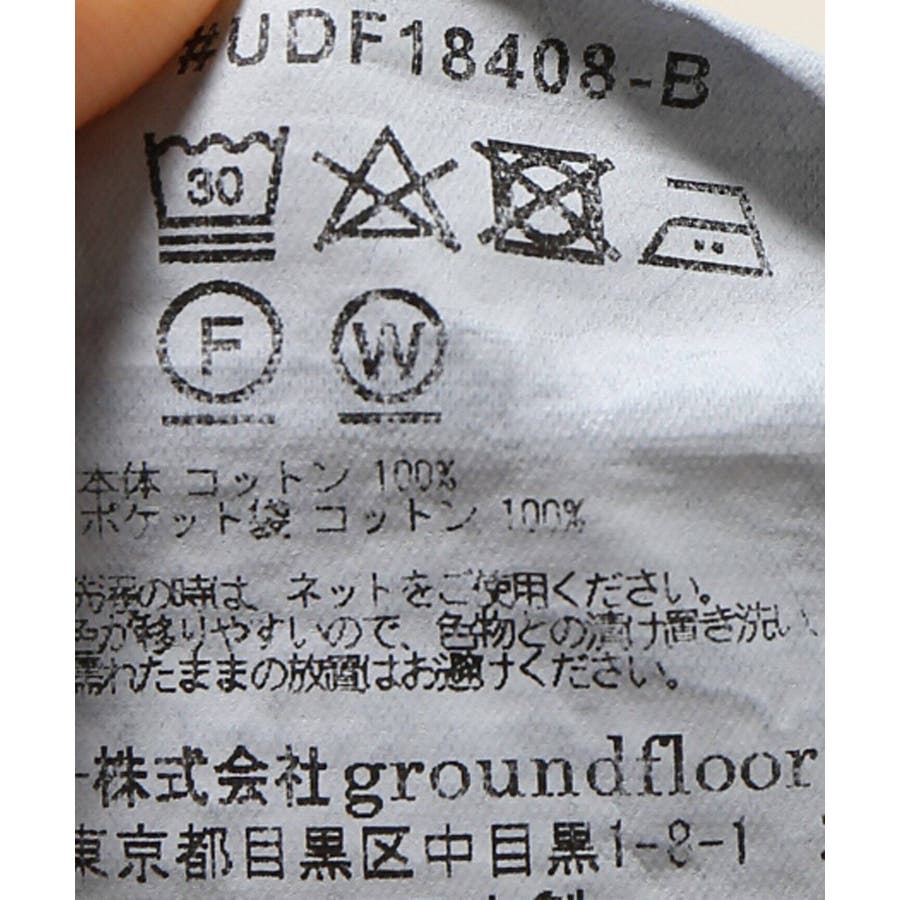 #UDF18408-B
30
F W
本体 コットン 100%
ポケット袋 コットン 100%
洗濯の時は、ネットをご使用ください。
色が移りやすいので、色物との漬け置き洗い、
濡れたままの放置はお避けください。
株式会社groundfloor
東京都目黒区中目黒1-8-1